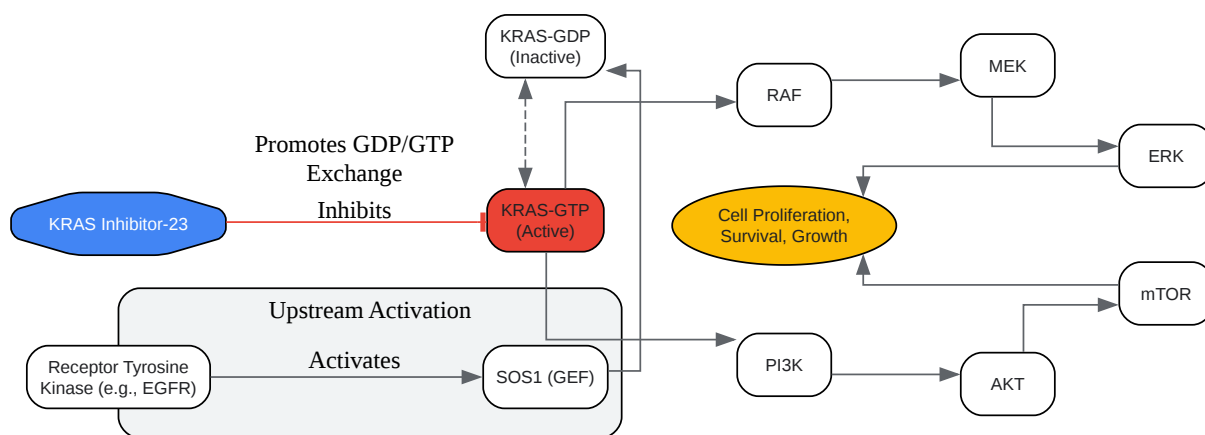 KRAS-GDP
(Inactive)
MEK
RAF
Promotes GDP/GTP
Exchange
ERK
KRAS Inhibitor-23
Inhibits
KRAS-GTP
(Active)
Cell Proliferation,
Survival, Growth
Upstream Activation
mTOR
Receptor Tyrosine
Kinase (e.g., EGFR)
Activates
SOS1 (GEF)
PI3K
AKT